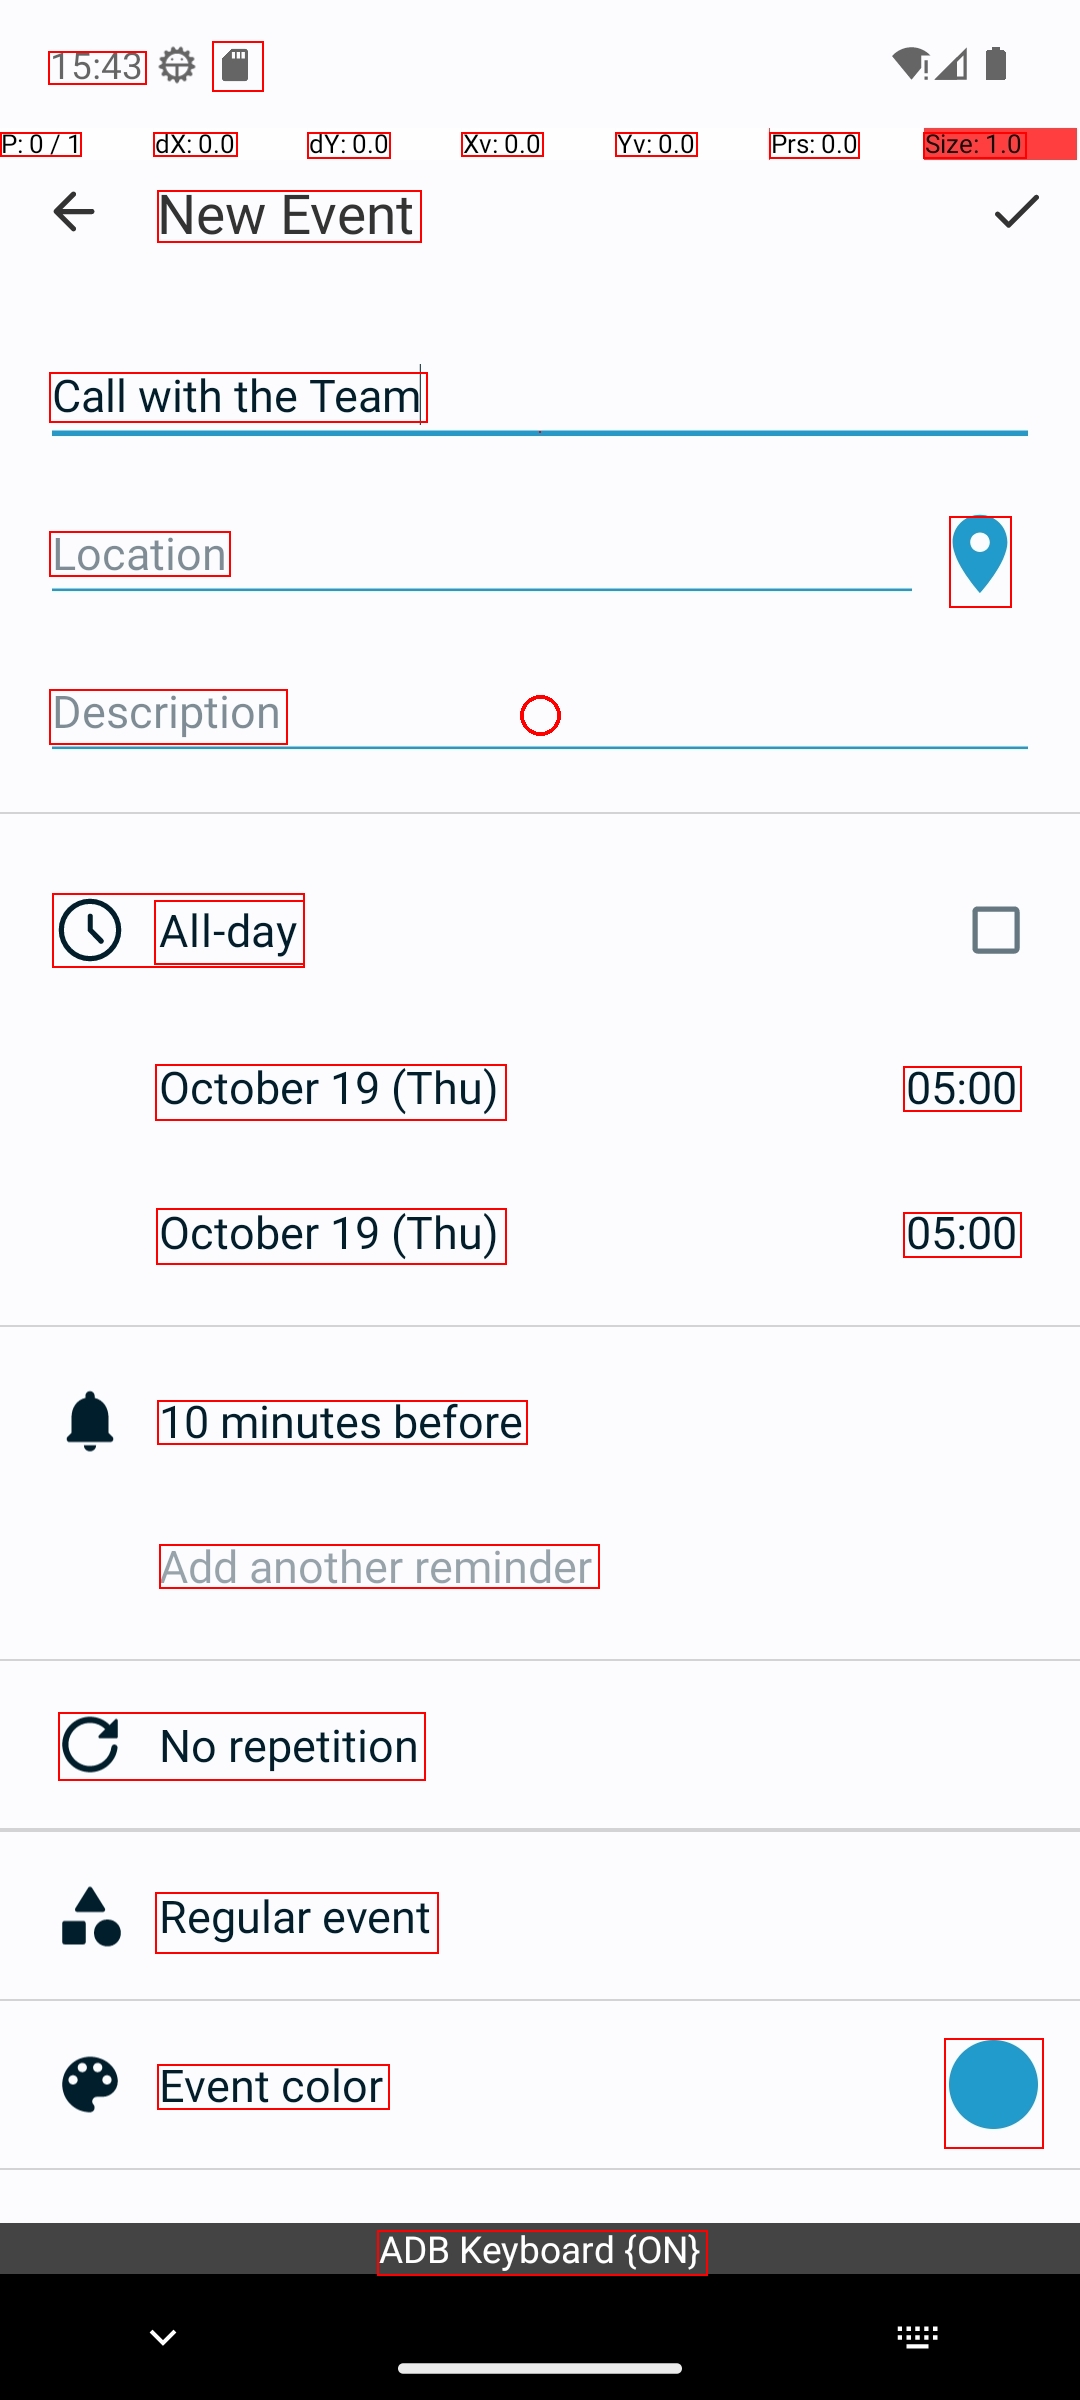 15:43
P: 0 / 1 dX: 0.0 dY: 0.0 Xv: 0.0 Yv: 0.0 Prs: 0.0 Size: 1.0
New Event
Call with the Team
Location
Description
All-day
October 19 (Thu) 05:00
October 19 (Thu) 05:00
10 minutes before
Add another reminder
No repetition
Regular event
Event color
ADB Keyboard {ON}